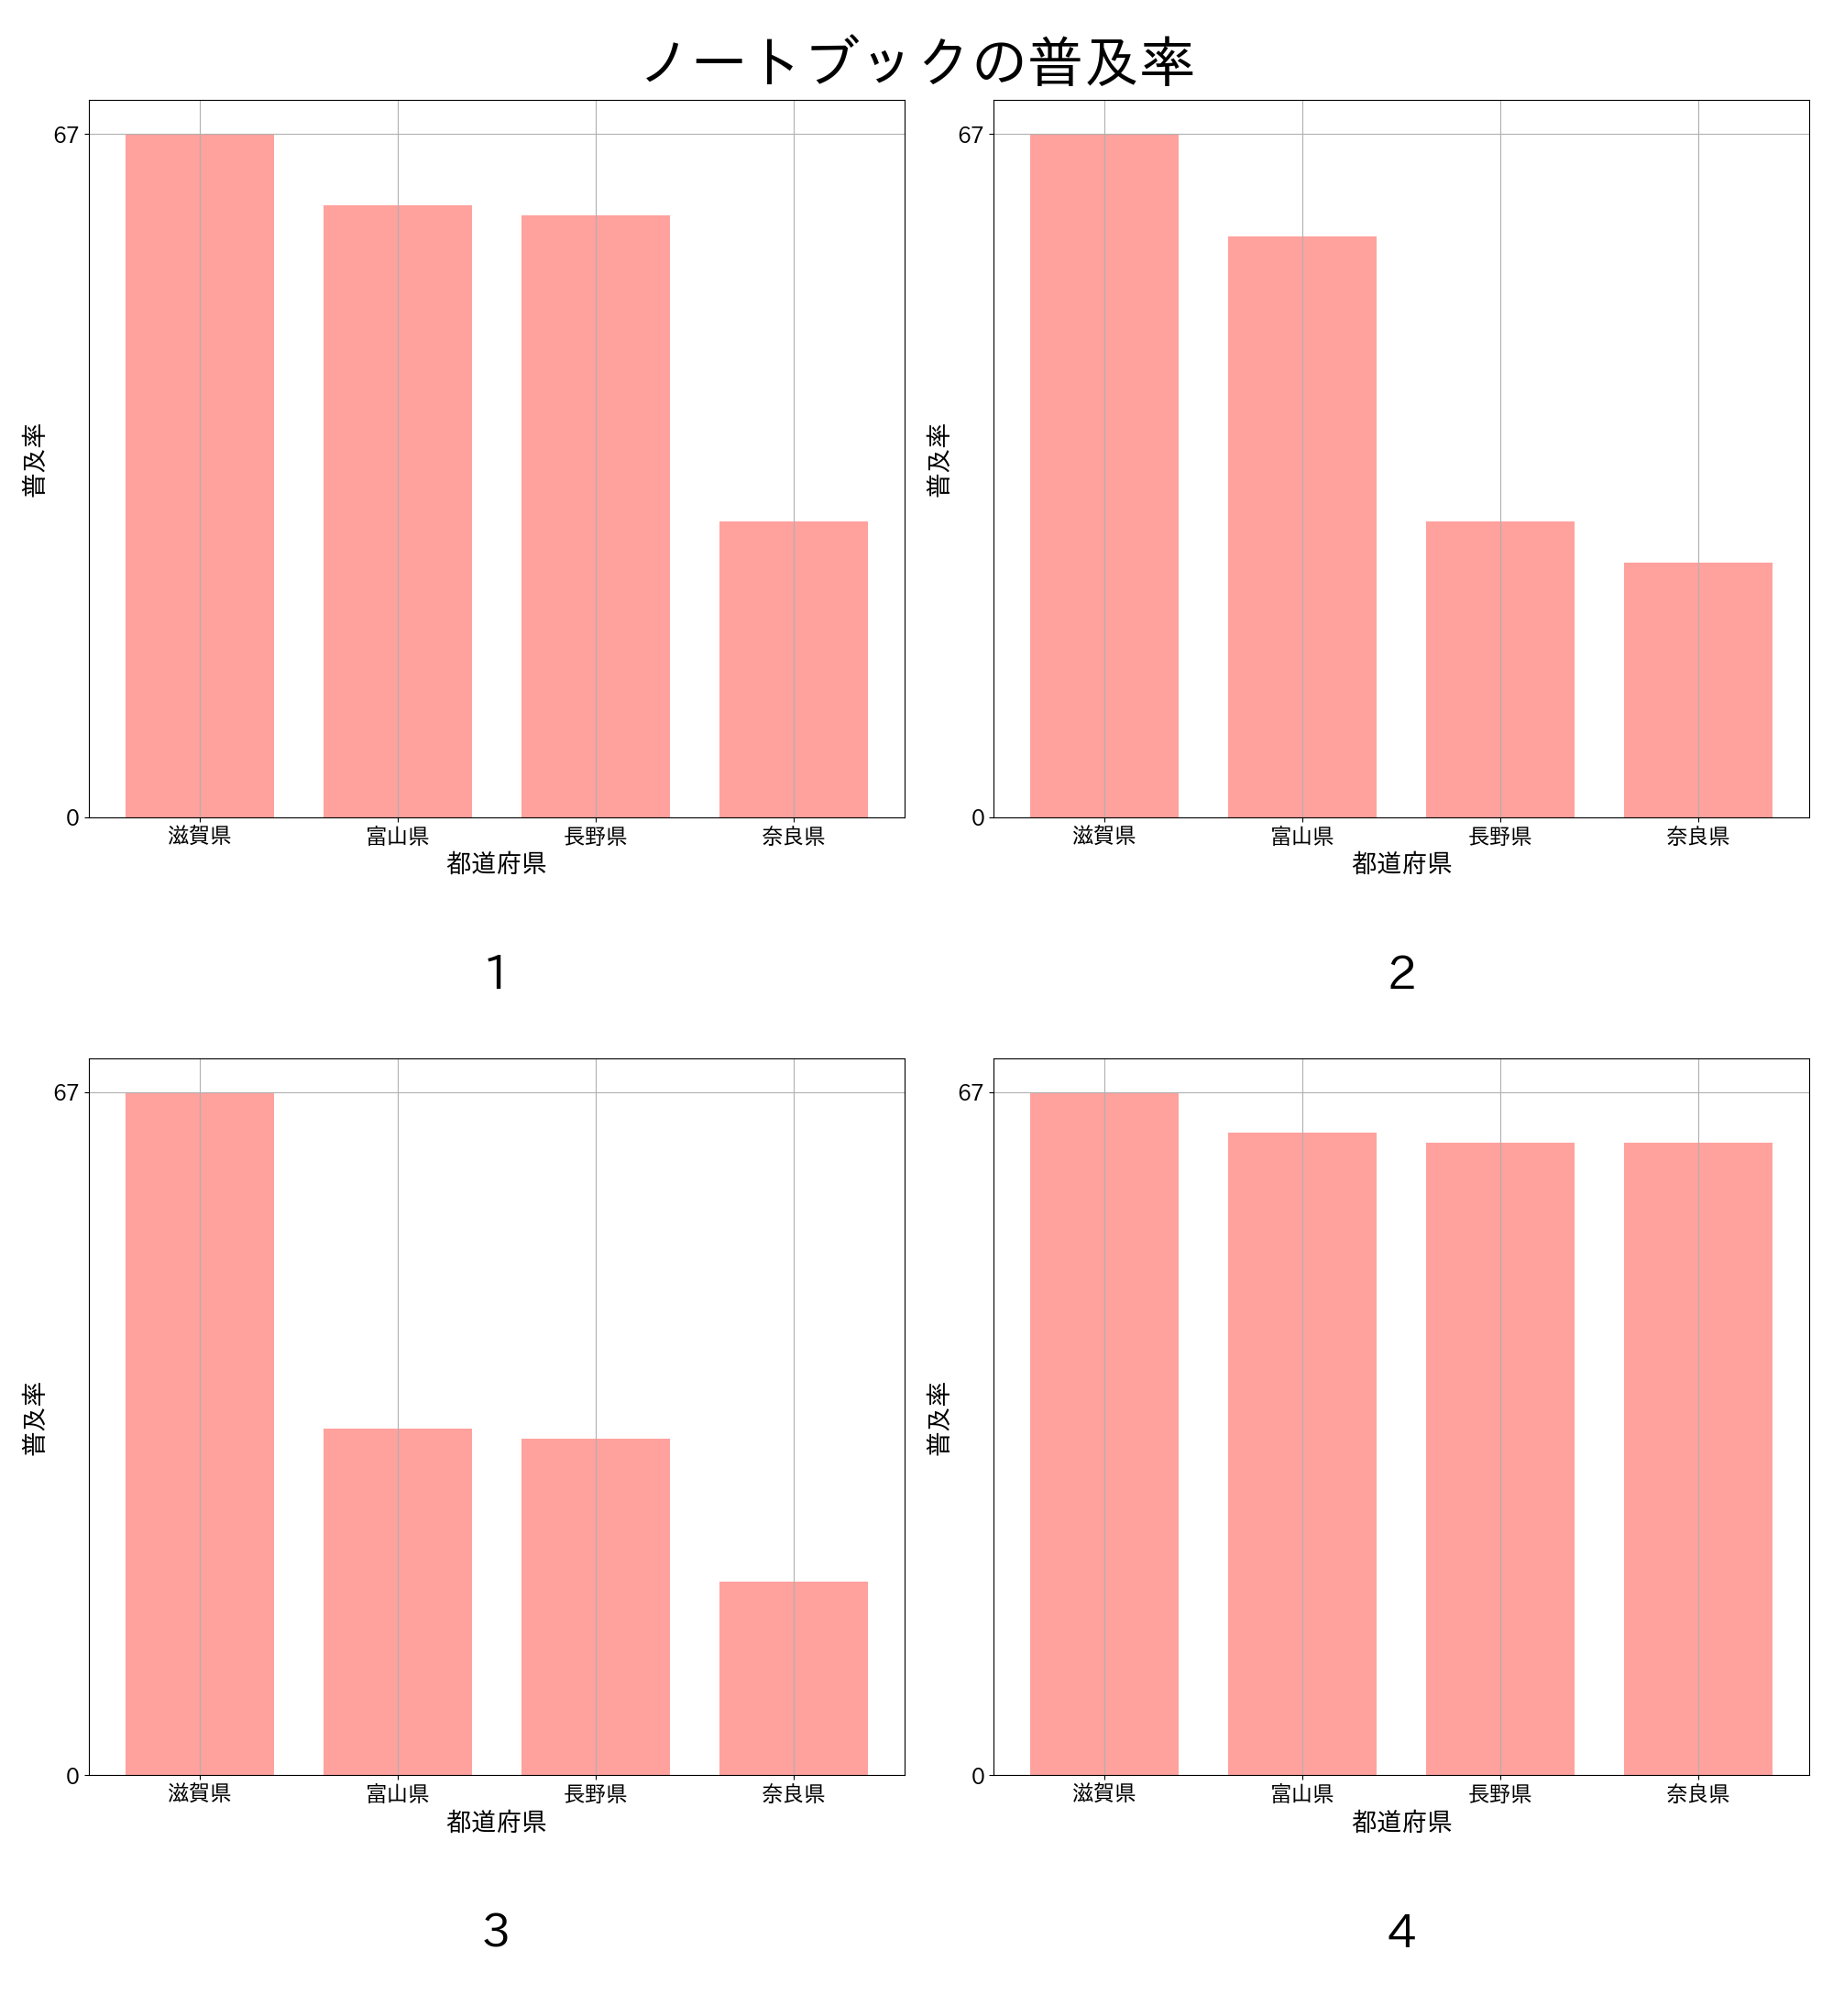 ノートブックの普及率
67
0
普及率
滋賀県 富山県 長野県 奈良県
都道府県
1
67
0
普及率
滋賀県 富山県 長野県 奈良県
都道府県
2
67
0
普及率
滋賀県 富山県 長野県 奈良県
都道府県
3
67
0
普及率
滋賀県 富山県 長野県 奈良県
都道府県
4